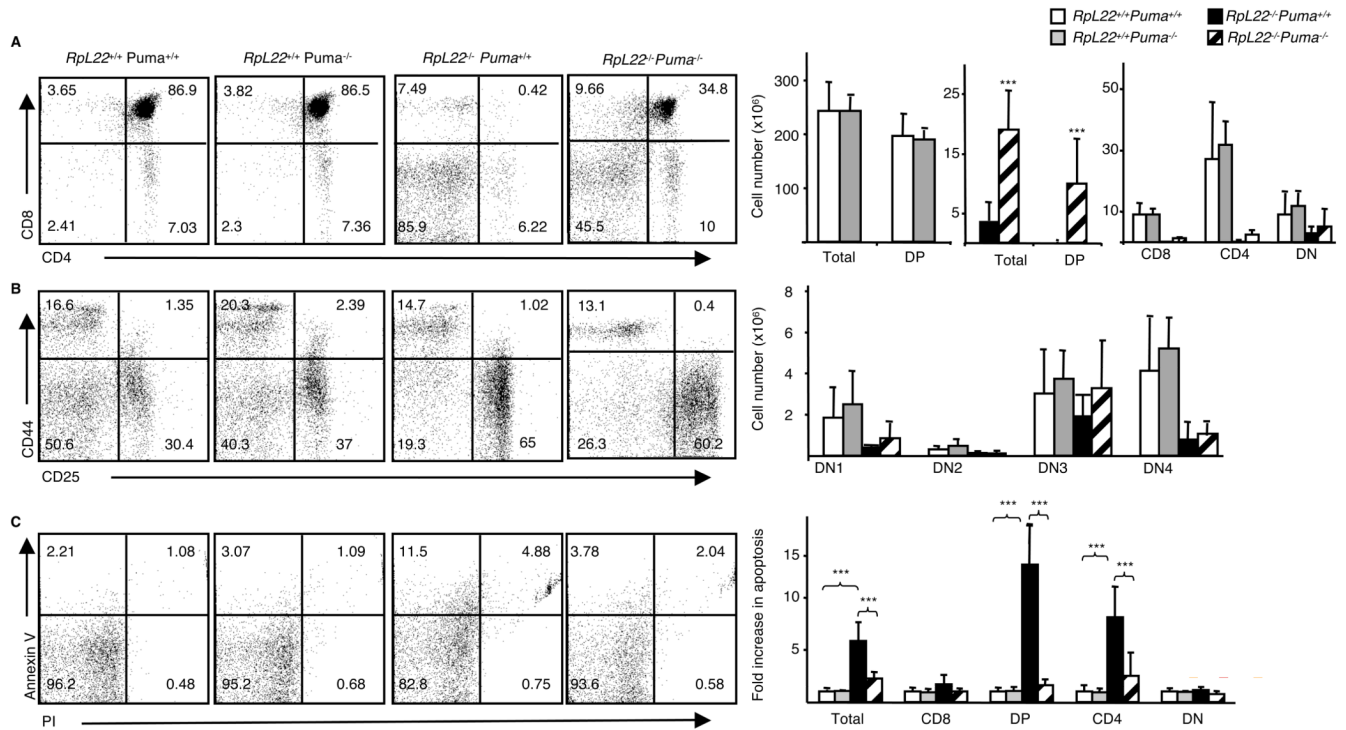 RpL22+/+Puma+/+ RpL22-/-Puma+/+
RpL22+/+Puma-/- RpL22-/-Puma-/-
A
RpL22+/+ Puma+/+ RpL22+/+ Puma-/- RpL22-/- Puma+/+ RpL22-/-Puma-/-
3.65 86.9 3.82 86.5 7.49 0.42 9.66 34.8
2.41 7.03 2.3 7.36 85.9 6.22 45.5 10
CD8
CD4
Cell number (x10⁶)
300
200
100
Total DP
25
15
5
*** ***
Total DP
50
30
10
CD8 CD4 DN
B
16.6 1.35 20.3 2.39 14.7 1.02 13.1 0.4
50.6 30.4 40.3 37 19.3 65 26.3 60.2
CD44
CD25
Cell number (x10⁶)
8
6
4
2
DN1 DN2 DN3 DN4
C
2.21 1.08 3.07 1.09 11.5 4.88 3.78 2.04
96.2 0.48 95.2 0.68 82.8 0.75 93.6 0.58
Annexin V
PI
Fold increase in apoptosis
15
10
5
*** *** *** *** *** ***
Total CD8 DP CD4 DN